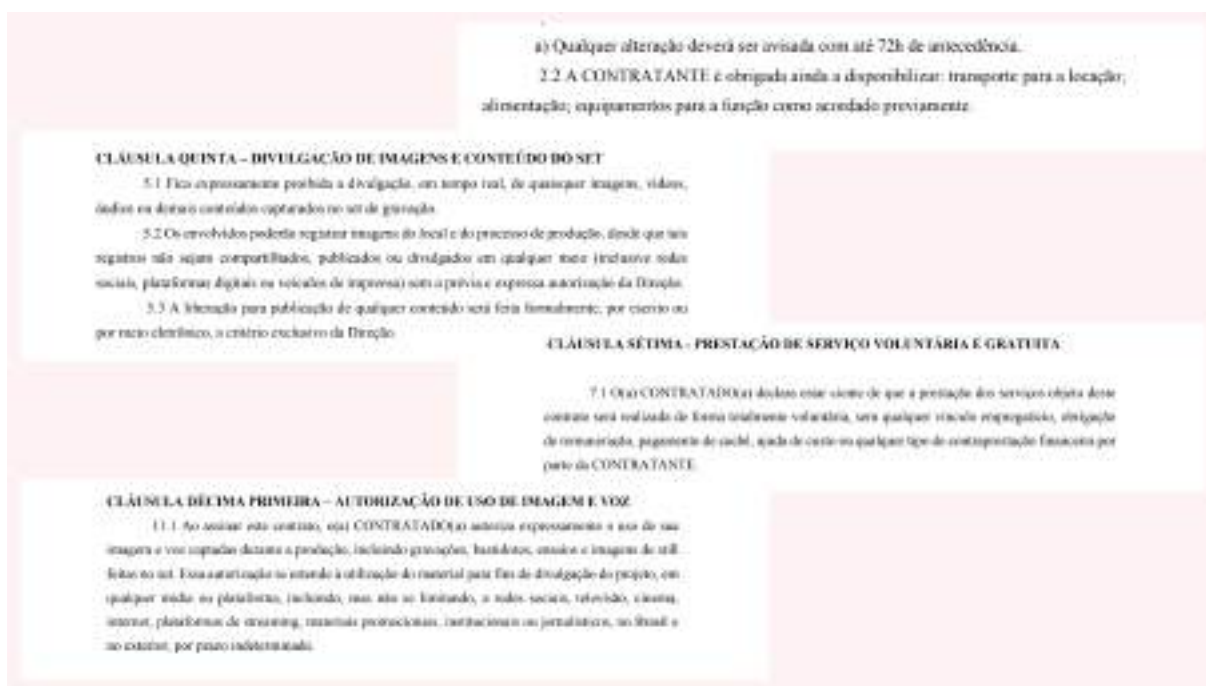 a) Qualquer alteração deverá ser avisada com até 72h de antecedência.
2.2 A CONTRATANTE é obrigada ainda a disponibilizar: transporte para a locação;
alimentação; equipamentos para a função como acordado previamente.
CLÁUSULA QUINTA – DIVULGAÇÃO DE IMAGENS E CONTEÚDO DO SET
5.1 Fica expressamente proibida a divulgação, em tempo real, de quaisquer imagens, vídeos,
áudios ou demais conteúdos capturados no set de gravação.
5.2 Os envolvidos poderão registrar imagens do local e do processo de produção, desde que tais
registros não sejam compartilhados, publicados ou divulgados em qualquer meio (inclusive redes
sociais, plataformas digitais ou veículos de imprensa) sem a prévia e expressa autorização da Direção.
5.3 A liberação para publicação de qualquer conteúdo será feita formalmente, por escrito ou
por meio eletrônico, a critério exclusivo da Direção.
CLÁUSULA SÉTIMA - PRESTAÇÃO DE SERVIÇO VOLUNTÁRIA E GRATUITA
7.1 O(a) CONTRATADO(a) declara estar ciente de que a prestação dos serviços objeto deste
contrato será realizada de forma totalmente voluntária, sem qualquer vínculo empregatício, obrigação
de remuneração, pagamento de cachê, ajuda de custo ou qualquer tipo de contraprestação financeira por
parte da CONTRATANTE.
CLÁUSULA DÉCIMA PRIMEIRA – AUTORIZAÇÃO DE USO DE IMAGEM E VOZ
11.1 Ao assinar este contrato, o(a) CONTRATADO(a) autoriza expressamente o uso de sua
imagem e voz captadas durante a produção, incluindo gravações, bastidores, ensaios e imagens de still
feitas no set. Essa autorização se estende à utilização do material para fins de divulgação do projeto, em
qualquer mídia ou plataforma, incluindo, mas não se limitando, a redes sociais, televisão, cinema,
internet, plataformas de streaming, materiais promocionais, institucionais ou jornalísticos, no Brasil e
no exterior, por prazo indeterminado.